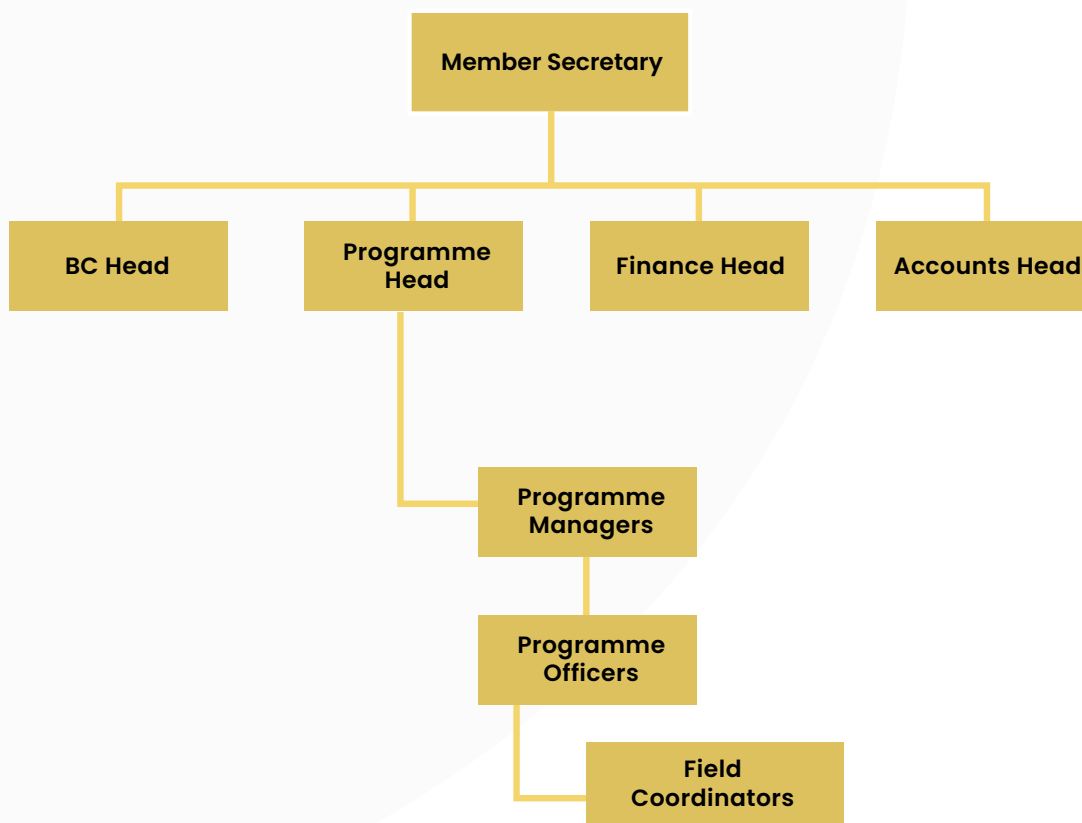 Member Secretary
BC Head
Programme
Head
Finance Head
Accounts Head
Programme
Managers
Programme
Officers
Field
Coordinators